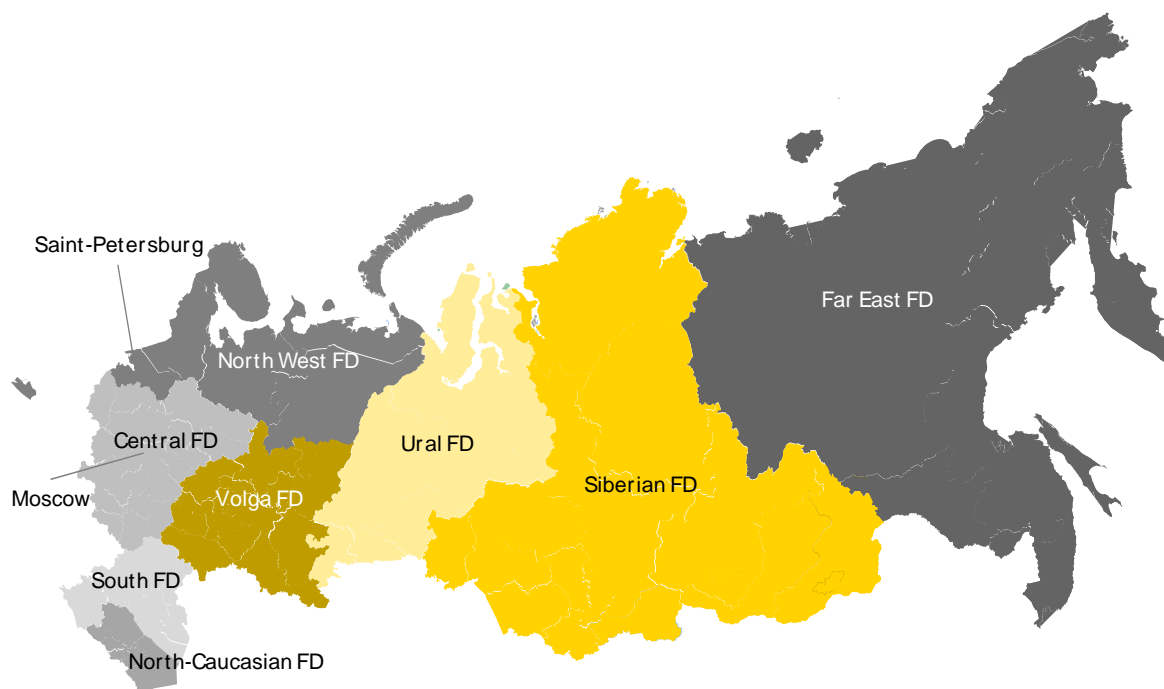 Saint-Petersburg
Far East FD
North West FD
Central FD
Ural FD
Siberian FD
Moscow
Volga FD
South FD
North-Caucasian FD